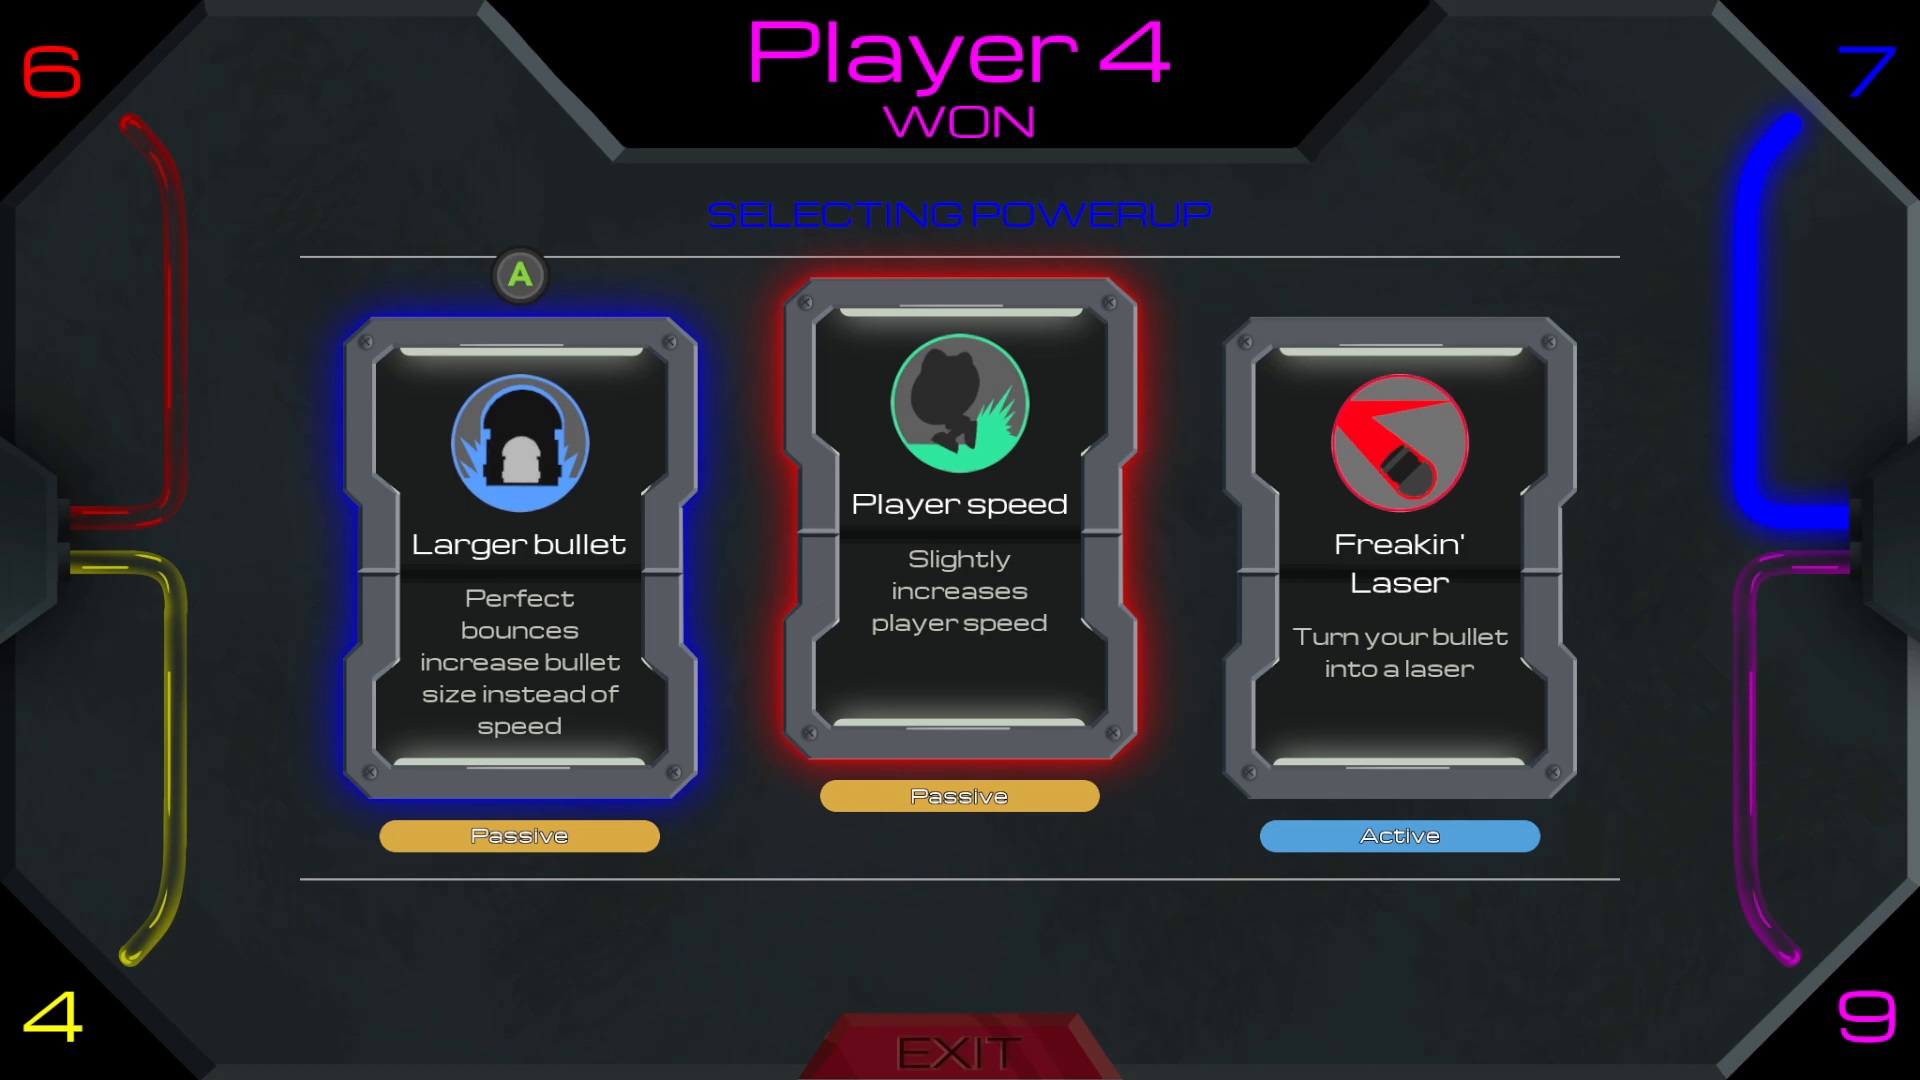 6
Player 4
7
WON
SELECTING POWERUP
A
Larger bullet
Perfect
bounces
increase bullet
size instead of
speed
Passive
Player speed
Slightly
increases
player speed
Passive
Freakin'
Laser
Turn your bullet
into a laser
Active
4
EXIT
9